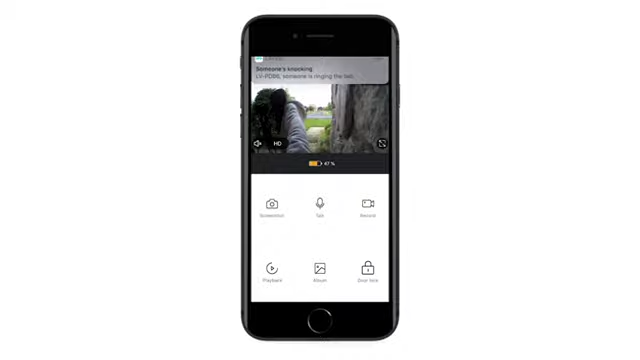 Someone's knocking
LV-PDB6, someone is ringing the bell.
HD
47 %
Screenshot
Talk
Record
Playback
Album
Door lock